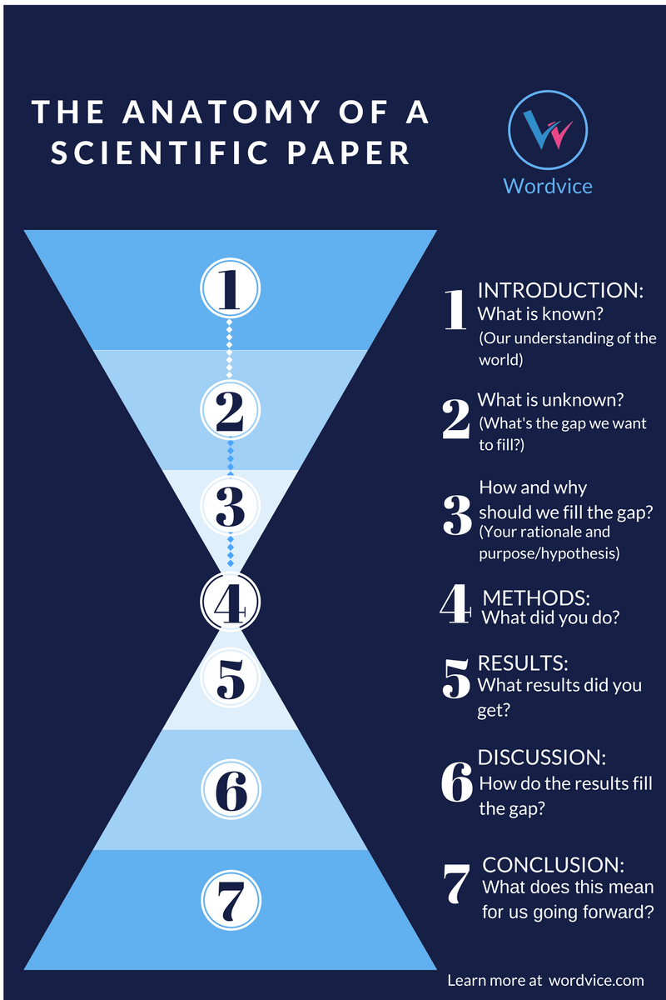 THE ANATOMY OF A
SCIENTIFIC PAPER
Wordvice
1
2
3
4
5
6
7
1 INTRODUCTION:
What is known?
(Our understanding of the
world)
2 What is unknown?
(What's the gap we want
to fill?)
3 How and why
should we fill the gap?
(Your rationale and
purpose/hypothesis)
4 METHODS:
What did you do?
5 RESULTS:
What results did you
get?
6 DISCUSSION:
How do the results fill
the gap?
7 CONCLUSION:
What does this mean
for us going forward?
Learn more at wordvice.com